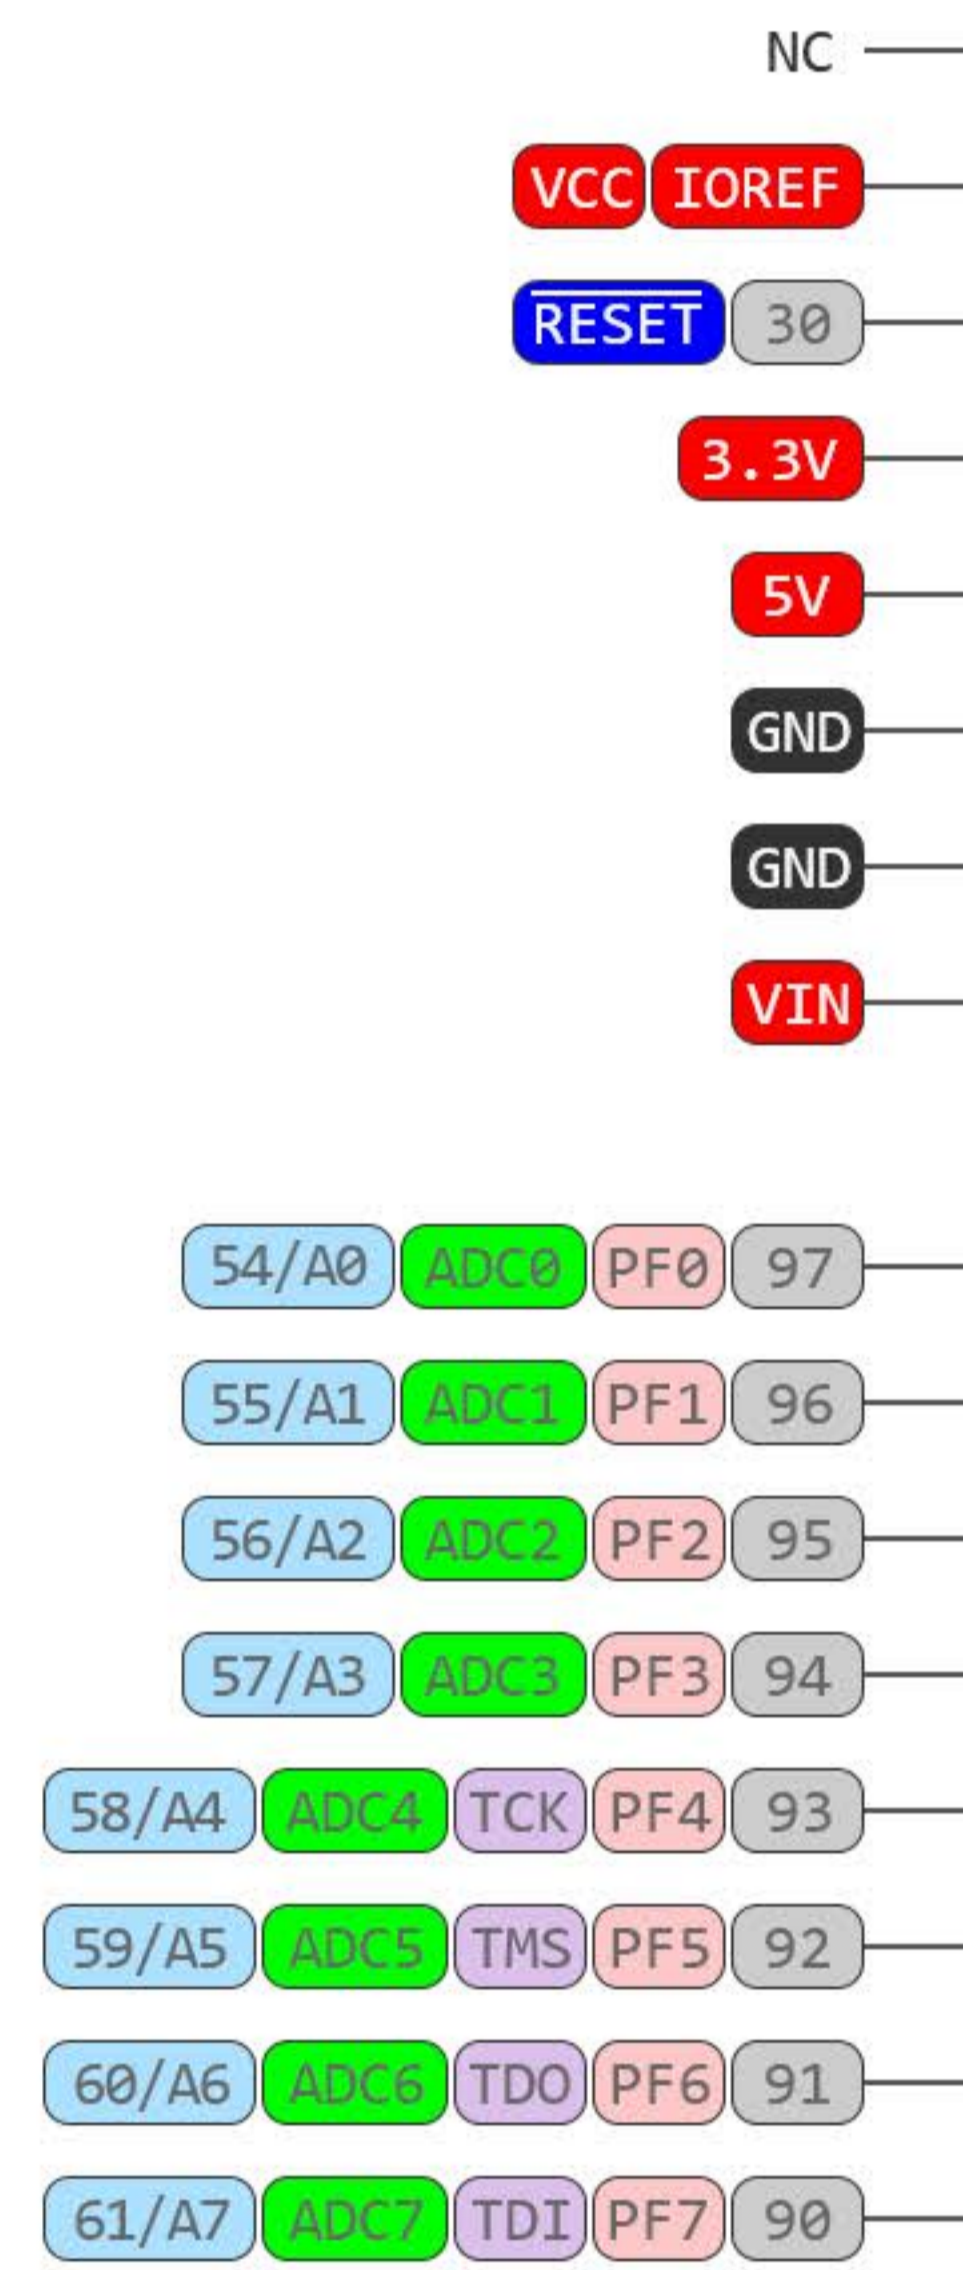 NC
VCC IOREF
RESET 30
3.3V
5V
GND
GND
VIN
54/A0 ADC0 PF0 97
55/A1 ADC1 PF1 96
56/A2 ADC2 PF2 95
57/A3 ADC3 PF3 94
58/A4 ADC4 TCK PF4 93
59/A5 ADC5 TMS PF5 92
60/A6 ADC6 TDO PF6 91
61/A7 ADC7 TDI PF7 90